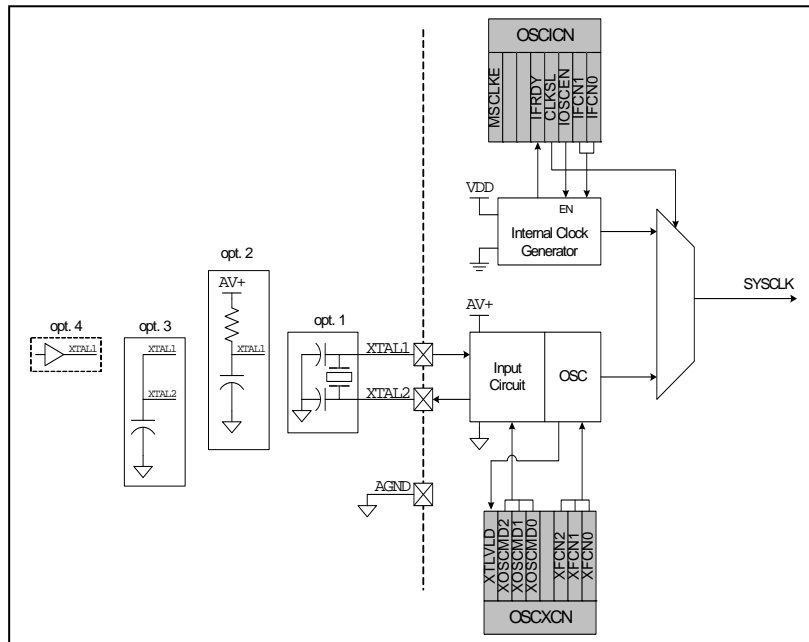 OSCICN
MSCLKE
IFRDY
CLKSL
IOSCEN
IFCN1
IFCN0
VDD
EN
Internal Clock
Generator
opt. 2
AV+
XTAL1
opt. 4
XTAL1
opt. 3
XTAL1
XTAL2
opt. 1
XTAL1
XTAL2
AGND
AV+
Input
Circuit
OSC
SYSCLK
XTLVLD
XOSCMD2
XOSCMD1
XOSCMD0
XFCN2
XFCN1
XFCN0
OSCXCN